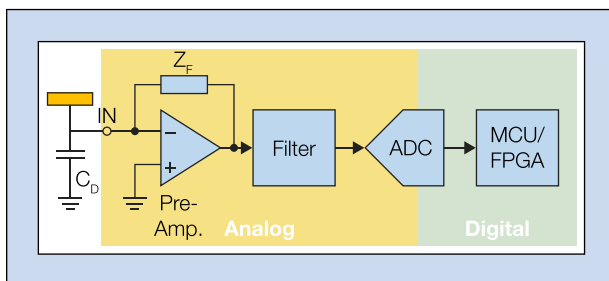 Z_F
IN
−
+
C_D
Pre-
Amp.
Filter
ADC
MCU/
FPGA
Analog
Digital